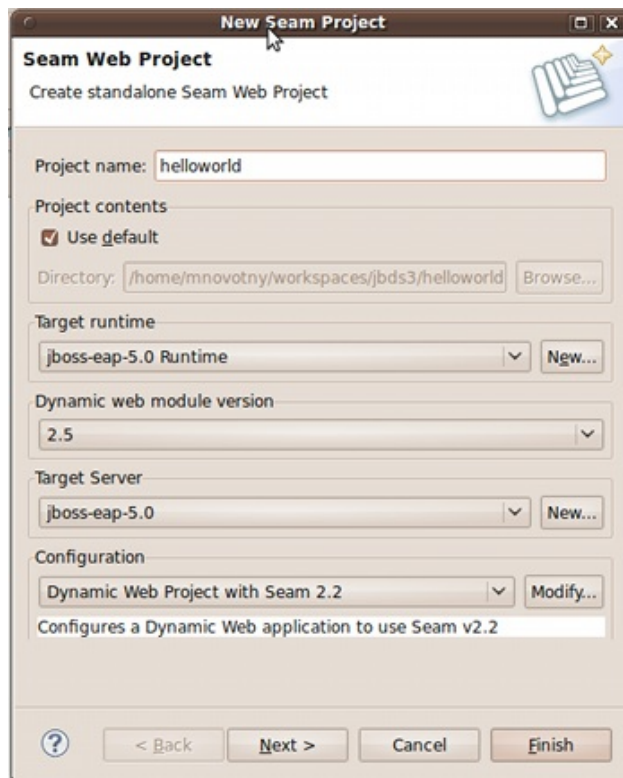 New Seam Project
Seam Web Project
Create standalone Seam Web Project
Project name: helloworld
Project contents
Use default
Directory: /home/mnovotny/workspaces/jbds3/helloworld Browse...
Target runtime
jboss-eap-5.0 Runtime New...
Dynamic web module version
2.5
Target Server
jboss-eap-5.0 New...
Configuration
Dynamic Web Project with Seam 2.2 Modify...
Configures a Dynamic Web application to use Seam v2.2
? < Back Next > Cancel Finish